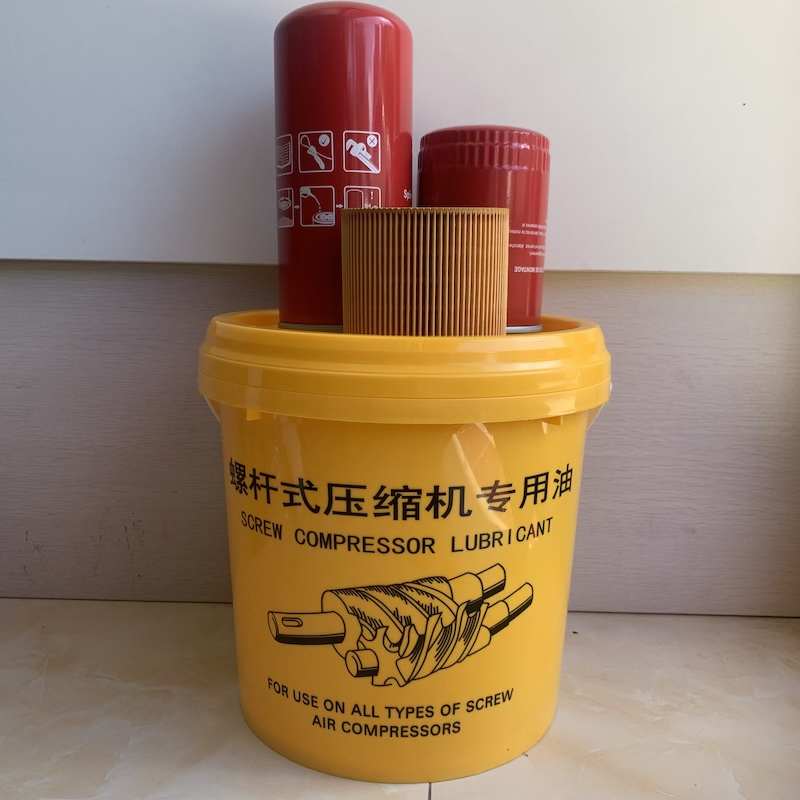 螺杆式压缩机专用油
SCREW COMPRESSOR LUBRICANT
FOR USE ON ALL TYPES OF SCREW
AIR COMPRESSORS